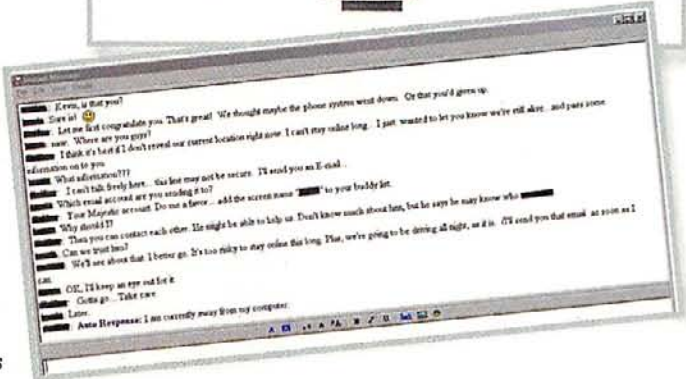 Kevin, is that you?
Sure is!
Let me first congratulate you. That's great! We thought maybe the phone system went down. Or that you'd given up.
naw. Where are you guys?
I think it's best if I don't reveal our current location right now. I can't stay online long. I just wanted to let you know we're still alive... and pass some
information on to you.
What information???
I can't talk freely here... this line may not be secure. I'll send you an E-mail...
Which email account are you sending it to?
Your Majestic account. Do me a favor... add the screen name " " to your buddy list.
Why should I?
Then you can contact each other. He might be able to help us. Don't know much about him, but he says he may know who
Can we trust him?
We'll see about that. I better go. It's too risky to stay online this long. Plus, we're going to be driving all night, as it is. I'll send you that email as soon as I
can.
OK, I'll keep an eye out for it.
Gotta go... Take care.
Later.
Auto Response: I am currently away from my computer.